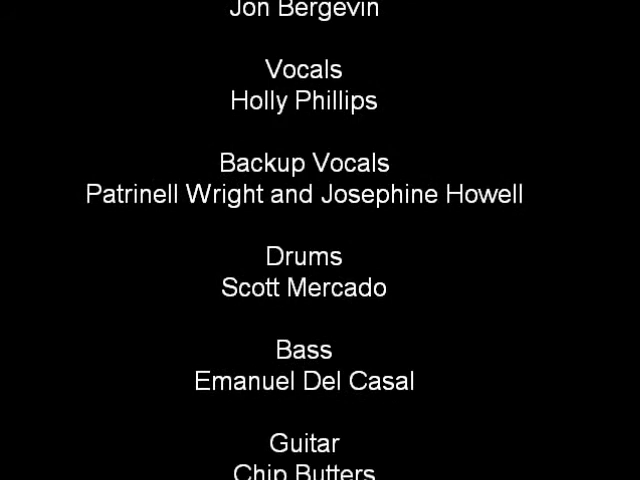 Jon Bergevin
Vocals
Holly Phillips
Backup Vocals
Patrinell Wright and Josephine Howell
Drums
Scott Mercado
Bass
Emanuel Del Casal
Guitar
Chip Butters